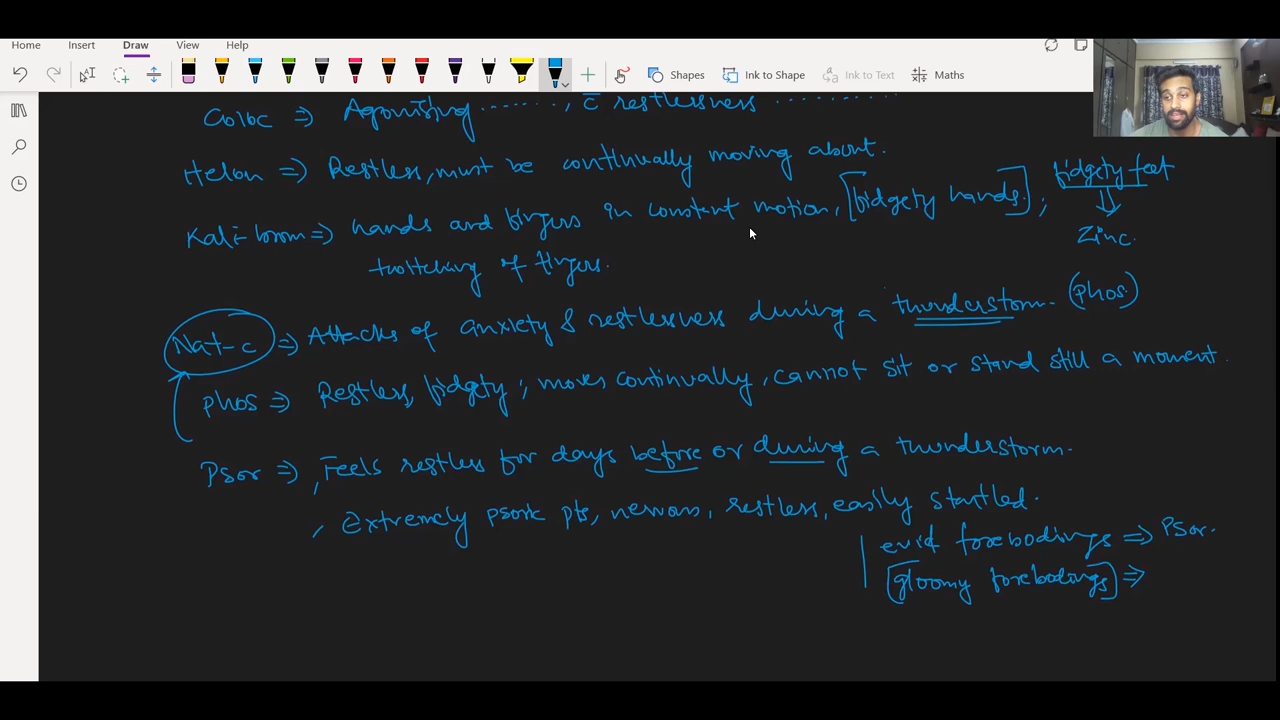 Home Insert Draw View Help
Shapes Ink to Shape Ink to Text Maths
Coloc ⇒ Agonising ......., c̄ restlessness ..........
Helon ⇒ Restless, must be continually moving about.
Kali-brom ⇒ hands and fingers in constant motion, [fidgety hands]; fidgety feet
⇓
Zinc.
twitching of fingers.
Nat-c ⇒ Attacks of anxiety & restlessness during a thunderstorm. (Phos.)
Phos ⇒ Restless, fidgety; moves continually, cannot sit or stand still a moment.
Psor ⇒ , Feels restless for days before or during a thunderstorm.
, Extremely psoric pts, nervous, restless, easily startled.
evil forebodings ⇒ Psor.
[gloomy forebodings] ⇒